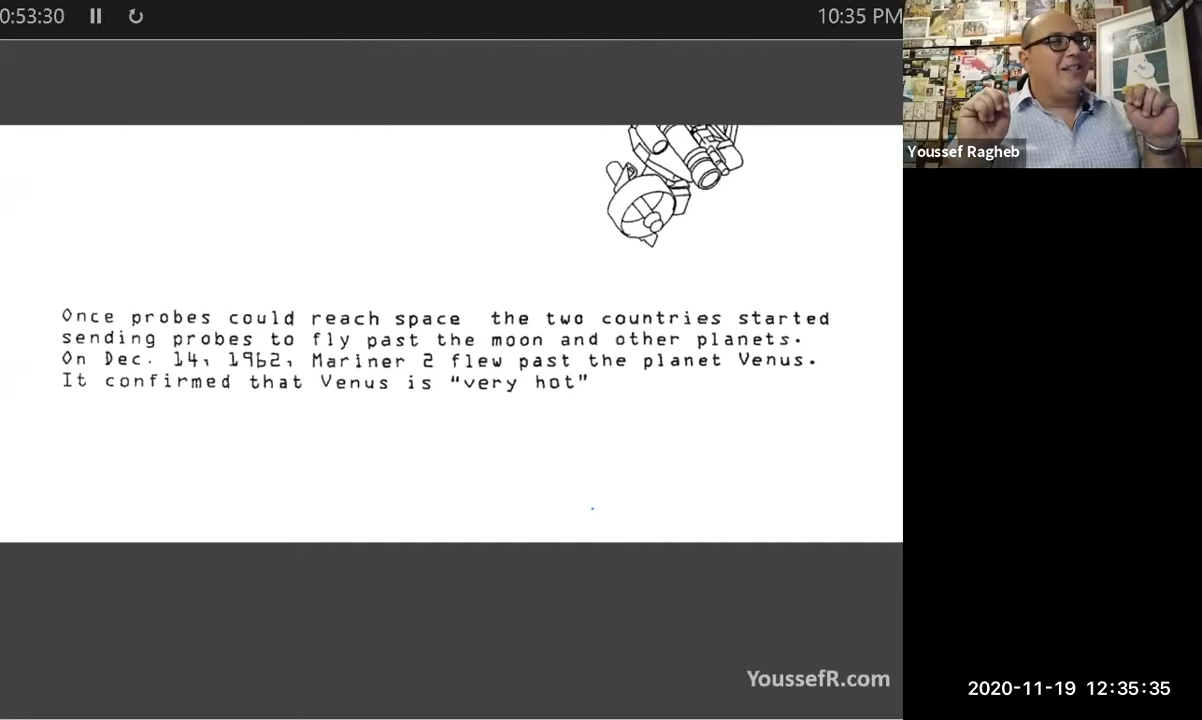 0:53:30
10:35 PM
Youssef Ragheb
Once probes could reach space the two countries started
sending probes to fly past the moon and other planets.
On Dec. 14, 1962, Mariner 2 flew past the planet Venus.
It confirmed that Venus is “very hot”
YoussefR.com
2020-11-19 12:35:35